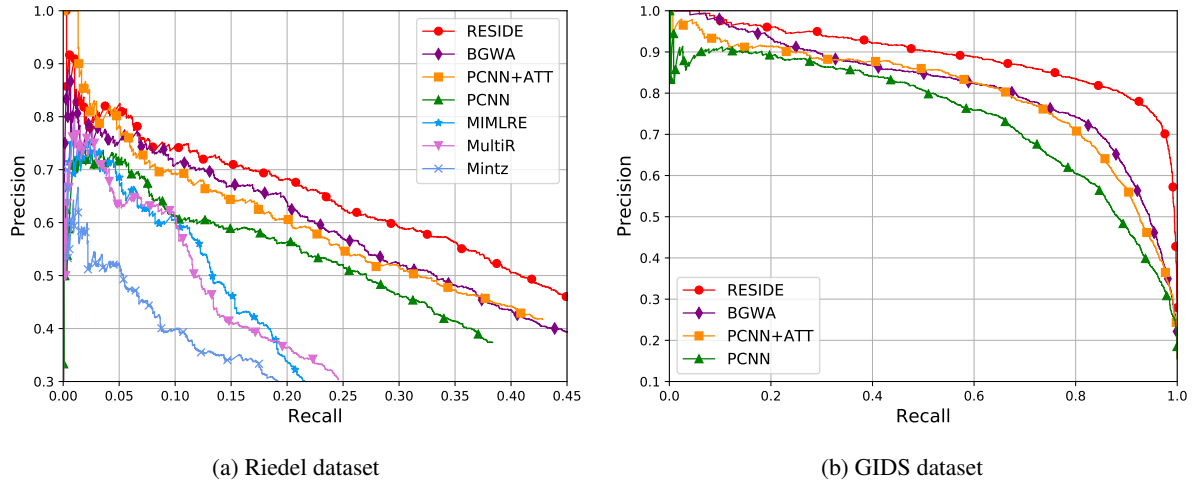 1.0
0.9
0.8
0.7
0.6
0.5
0.4
0.3
Precision
0.00 0.05 0.10 0.15 0.20 0.25 0.30 0.35 0.40 0.45
Recall
RESIDE
BGWA
PCNN+ATT
PCNN
MIMLRE
MultiR
Mintz
(a) Riedel dataset
1.0
0.9
0.8
0.7
0.6
0.5
0.4
0.3
0.2
0.1
Precision
0.0 0.2 0.4 0.6 0.8 1.0
Recall
RESIDE
BGWA
PCNN+ATT
PCNN
(b) GIDS dataset